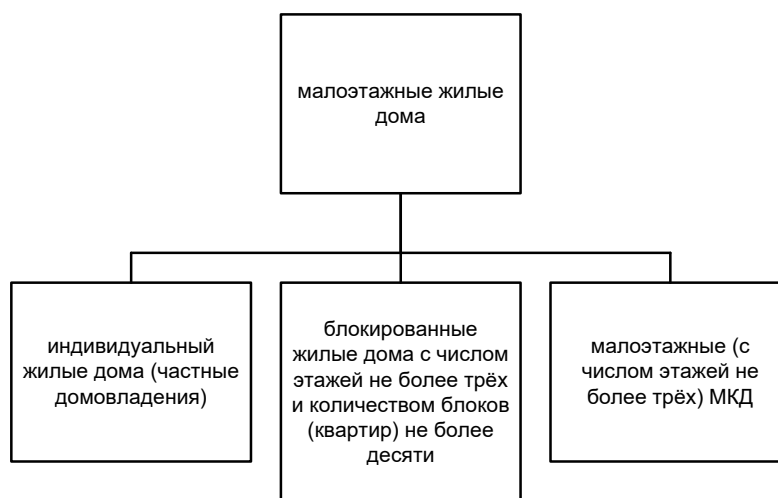 малоэтажные жилые
дома
индивидуальный
жилые дома (частные
домовладения)
блокированные
жилые дома с числом
этажей не более трёх
и количеством блоков
(квартир) не более
десяти
малоэтажные (с
числом этажей не
более трёх) МКД